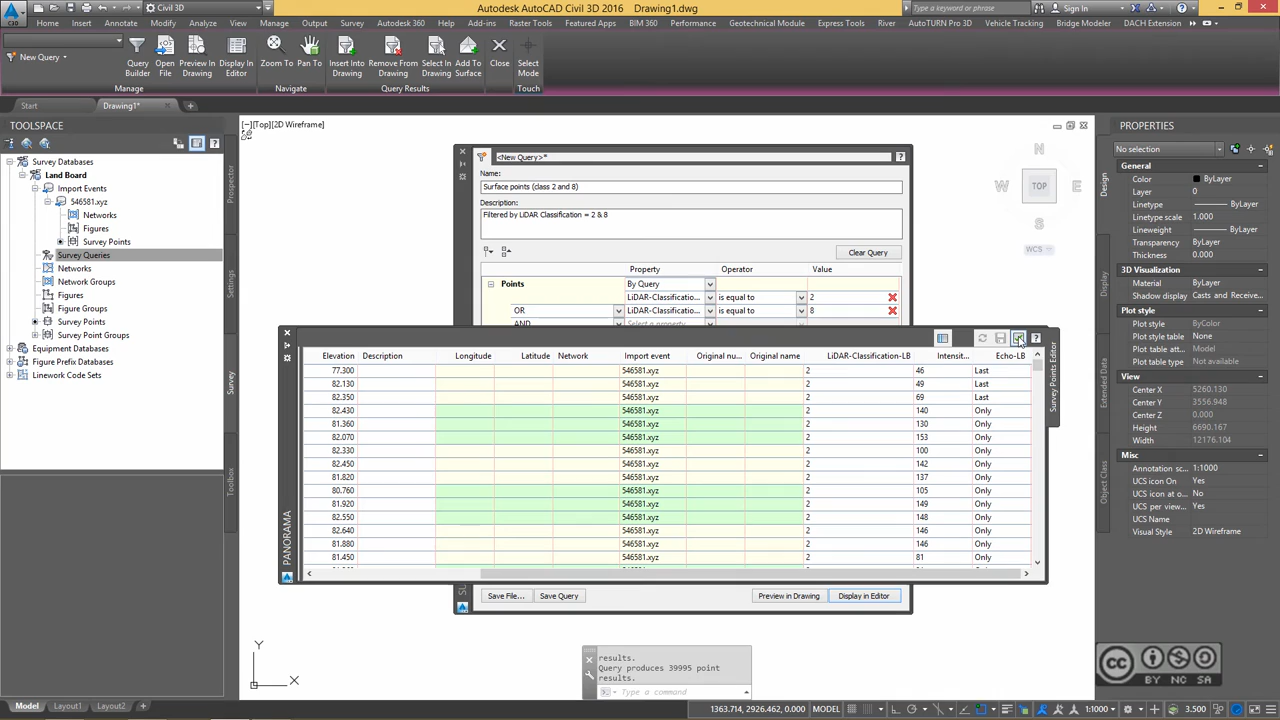 Civil 3D
Autodesk AutoCAD Civil 3D 2016 Drawing1.dwg
Type a keyword or phrase
Sign In
Home Insert Annotate Modify Analyze View Manage Output Survey Autodesk 360 Help Add-ins Raster Tools Featured Apps BIM 360 Performance Geotechnical Module Express Tools River AutoTURN Pro 3D Vehicle Tracking Bridge Modeler DACH Extension
New Query
Query Builder
Open File
Preview In Drawing
Display In Editor
Zoom To
Pan To
Insert Into Drawing
Remove From Drawing
Select In Drawing
Add To Surface
Close
Select Mode
Manage Navigate Query Results Touch
Start Drawing1*
TOOLSPACE
Survey Databases
Land Board
Import Events
546581.xyz
Networks
Figures
Survey Points
Survey Queries
Networks
Network Groups
Figures
Figure Groups
Survey Points
Survey Point Groups
Equipment Databases
Figure Prefix Databases
Linework Code Sets
Prospector
Settings
Survey
Toolbox
[−][Top][2D Wireframe]
<New Query>*
Name:
Surface points (class 2 and 8)
Description:
Filtered by LiDAR Classification = 2 & 8
Clear Query
Property Operator Value
Points By Query
LiDAR-Classificatio... is equal to 2
OR LiDAR-Classificatio... is equal to 8
AND Select a property
Elevation Description Longitude Latitude Network Import event Original nu... Original name LiDAR-Classification-LB Intensit... Echo-LB
77.300 546581.xyz 2 46 Last
82.130 546581.xyz 2 49 Last
82.350 546581.xyz 2 69 Last
82.430 546581.xyz 2 140 Only
81.360 546581.xyz 2 130 Only
82.070 546581.xyz 2 153 Only
82.330 546581.xyz 2 100 Only
82.450 546581.xyz 2 142 Only
81.820 546581.xyz 2 137 Only
80.760 546581.xyz 2 105 Only
81.920 546581.xyz 2 149 Only
82.550 546581.xyz 2 148 Only
82.640 546581.xyz 2 146 Only
81.880 546581.xyz 2 146 Only
81.450 546581.xyz 2 81 Only
PANORAMA
Survey Points Editor
Save File... Save Query Preview in Drawing Display in Editor
results.
Query produces 39995 point
results.
Type a command
Y
X
N
W TOP E
S
WCS
PROPERTIES
No selection
General
Color ByLayer
Layer 0
Linetype ByLayer
Linetype scale 1.000
Lineweight ByLayer
Transparency ByLayer
Thickness 0.000
3D Visualization
Material ByLayer
Shadow display Casts and Receive...
Plot style
Plot style ByColor
Plot style table None
Plot table att... Model
Plot table type Not available
View
Center X 5260.130
Center Y 3556.948
Center Z 0.000
Height 6690.167
Width 12176.104
Misc
Annotation sc... 1:1000
UCS icon On Yes
UCS icon at o... No
UCS per view... Yes
UCS Name
Visual Style 2D Wireframe
Design
Display
Extended Data
Object Class
cc
BY NC SA
Model Layout1 Layout2
1363.714, 2926.462, 0.000 MODEL 1:1000 3.500